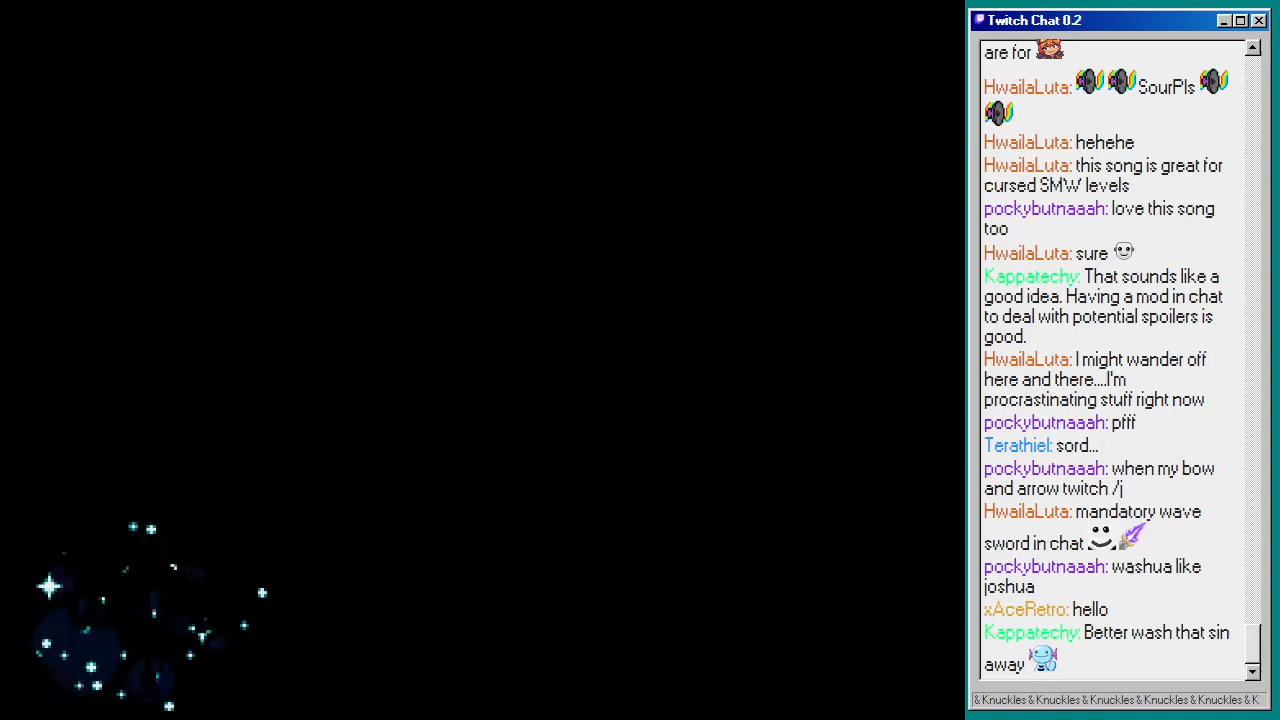 Twitch Chat 0.2
are for
HwailaLuta: SourPls
HwailaLuta: hehehe
HwailaLuta: this song is great for
cursed SMW levels
pockybutnaaah: love this song
too
HwailaLuta: sure
Kappatechy: That sounds like a
good idea. Having a mod in chat
to deal with potential spoilers is
good.
HwailaLuta: I might wander off
here and there....I'm
procrastinating stuff right now
pockybutnaaah: pfff
Terathiel: sord...
pockybutnaaah: when my bow
and arrow twitch /j
HwailaLuta: mandatory wave
sword in chat
pockybutnaaah: washua like
joshua
xAceRetro: hello
Kappatechy: Better wash that sin
away
& Knuckles & Knuckles & Knuckles & Knuckles & Knuckles & K